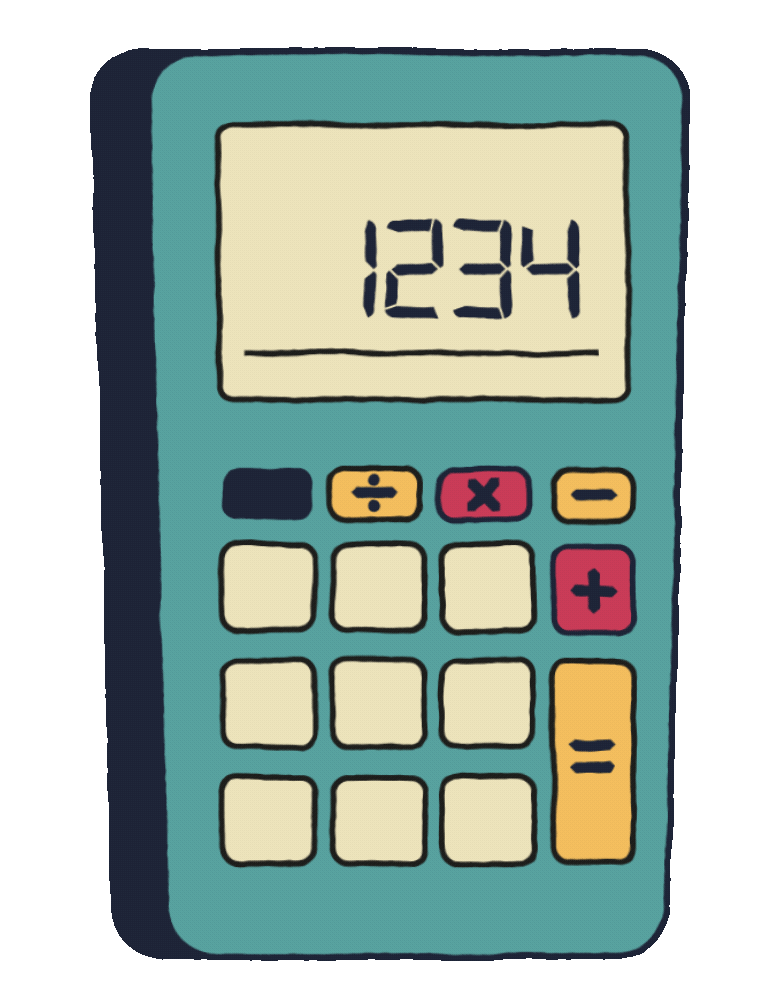 1234
÷ × −
+
=